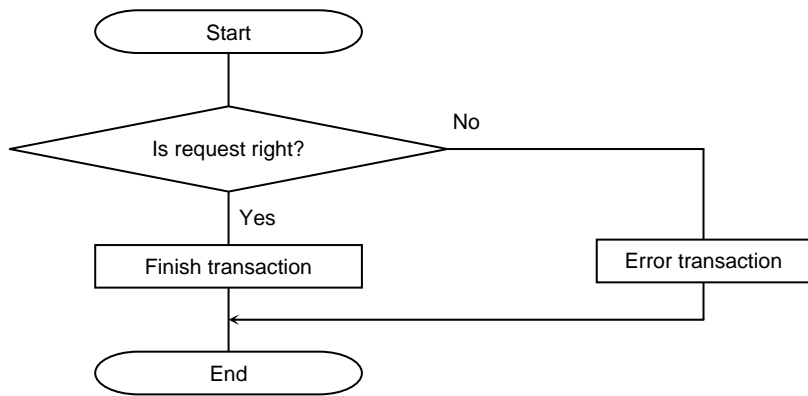 Start
Is request right?
No
Yes
Finish transaction
Error transaction
End